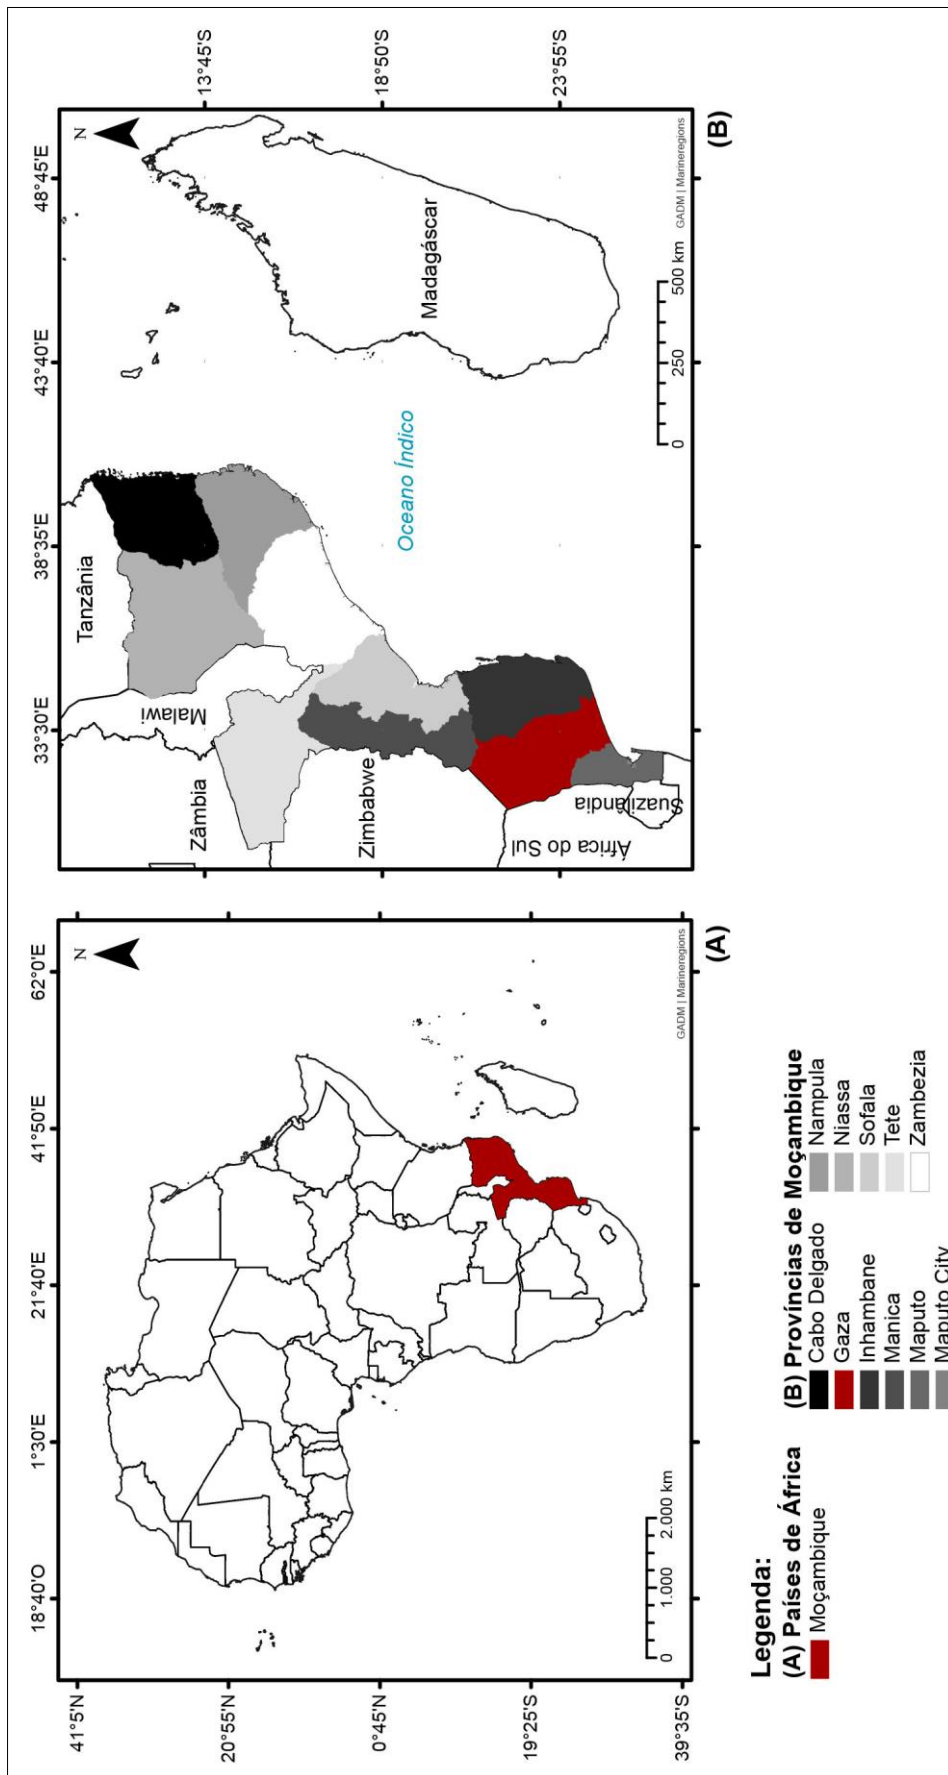 41°5'N
20°55'N
0°45'N
19°25'S
39°35'S
18°40'O
1°30'E
21°40'E
41°50'E
62°0'E
N
0 1.000 2.000 km
GADM | Marineregions
(A)
33°30'E
38°35'E
43°40'E
48°45'E
13°45'S
18°50'S
23°55'S
N
Tanzânia
Malawi
Zâmbia
Zimbabwe
África do Sul
Suazilândia
Oceano Índico
Madagáscar
0 250 500 km
GADM | Marineregions
(B)
Legenda:
(A) Países de África
Moçambique
(B) Províncias de Moçambique
Cabo Delgado
Gaza
Inhambane
Manica
Maputo
Maputo City
Nampula
Niassa
Sofala
Tete
Zambezia